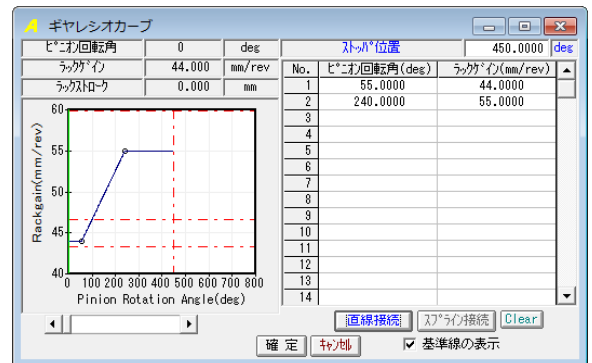 ギヤレシオカーブ
ピニオン回転角 0 deg
ラックゲイン 44.000 mm/rev
ラックストローク 0.000 mm
ストッパ位置 450.0000 deg
No. ピニオン回転角(deg) ラックゲイン(mm/rev)
1 55.0000 44.0000
2 240.0000 55.0000
3
4
5
6
7
8
9
10
11
12
13
14
Rackgain(mm/rev)
60
55
50
45
40
0 100 200 300 400 500 600 700 800
Pinion Rotation Angle(deg)
直線接続 スプライン接続 Clear
確 定 キャンセル 基準線の表示